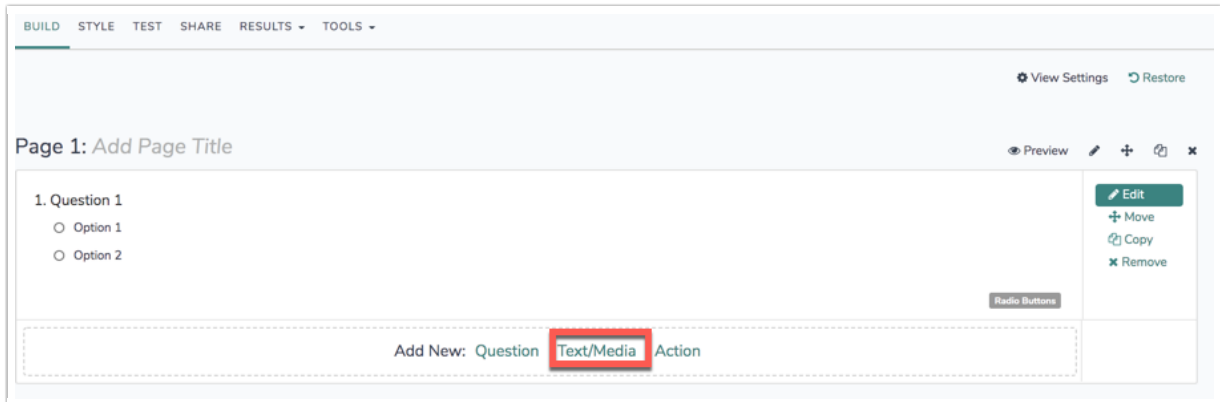 BUILD STYLE TEST SHARE RESULTS TOOLS
View Settings Restore
Page 1: Add Page Title
Preview
1. Question 1
Option 1
Option 2
Edit
Move
Copy
Remove
Radio Buttons
Add New: Question Text/Media Action